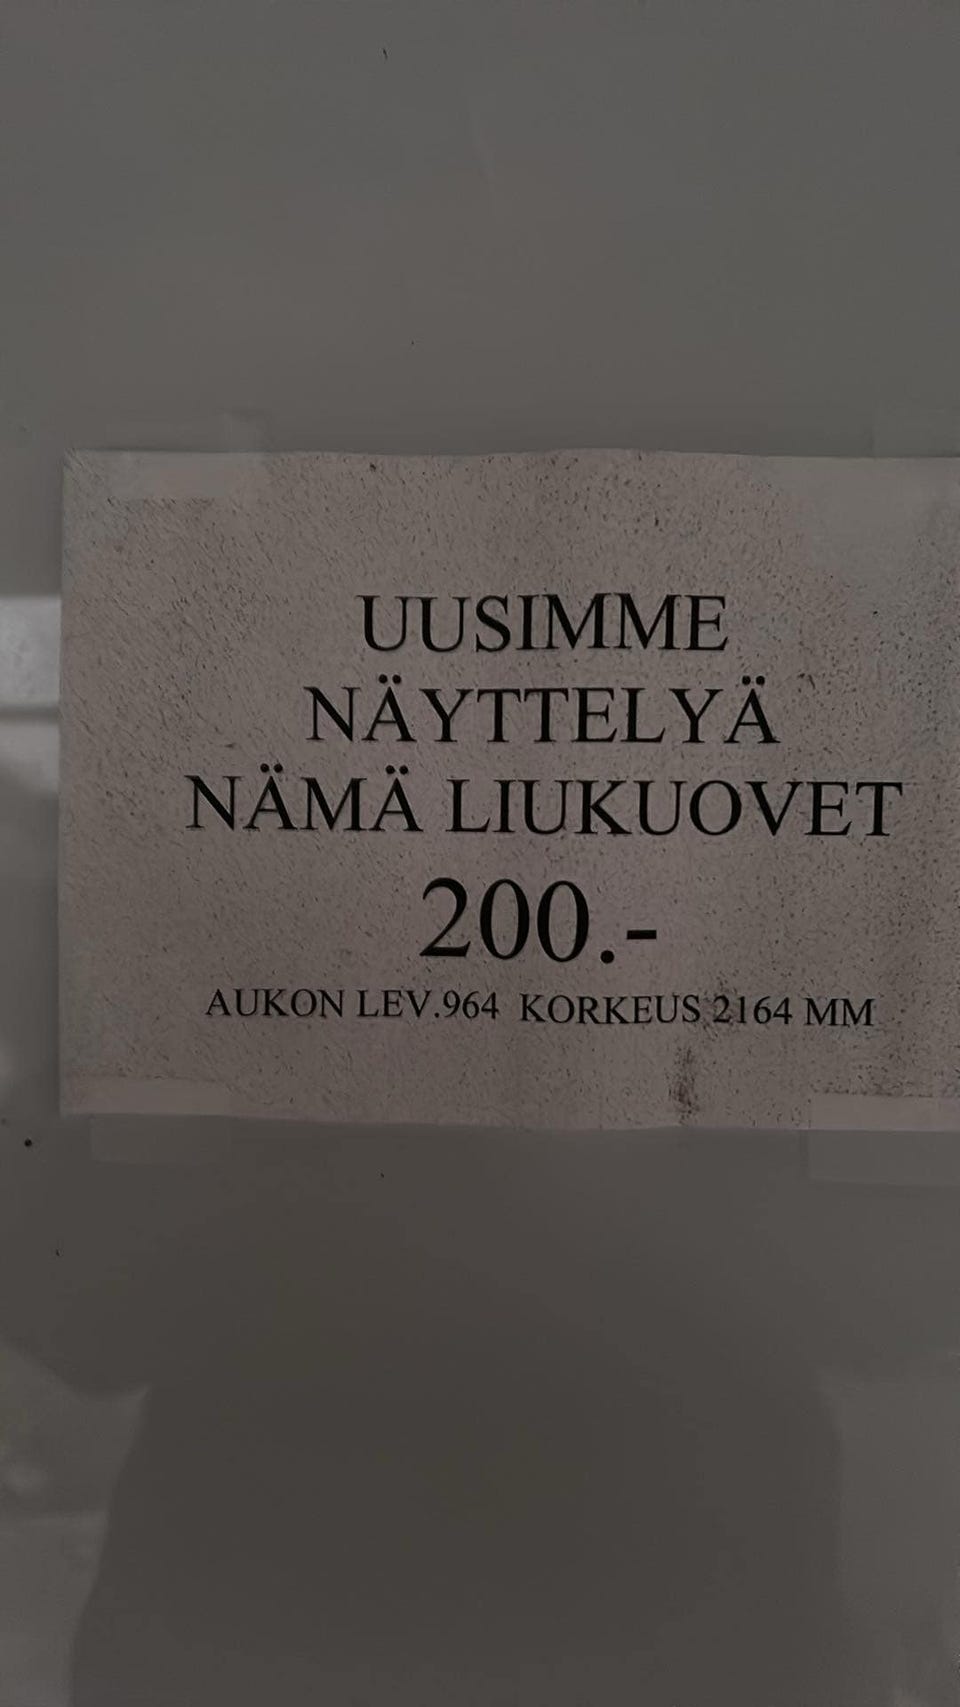 UUSIMME
NÄYTTELYÄ
NÄMÄ LIUKUOVET
200.-
AUKON LEV.964 KORKEUS 2164 MM